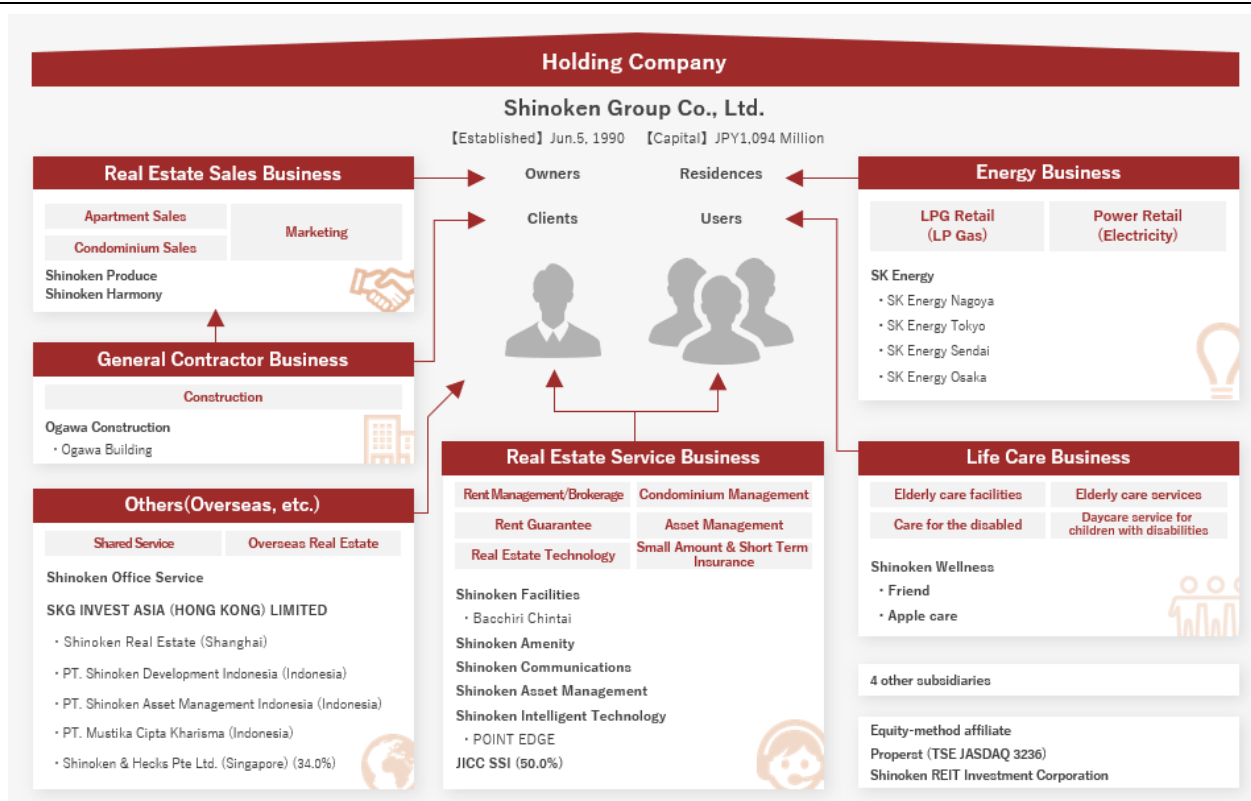 Holding Company
Shinoken Group Co., Ltd.
【Established】Jun.5, 1990 【Capital】JPY1,094 Million
Real Estate Sales Business
Apartment Sales
Condominium Sales
Marketing
Shinoken Produce
Shinoken Harmony
General Contractor Business
Construction
Ogawa Construction
・Ogawa Building
Others(Overseas, etc.)
Shared Service
Overseas Real Estate
Shinoken Office Service
SKG INVEST ASIA (HONG KONG) LIMITED
・Shinoken Real Estate (Shanghai)
・PT. Shinoken Development Indonesia (Indonesia)
・PT. Shinoken Asset Management Indonesia (Indonesia)
・PT. Mustika Cipta Kharisma (Indonesia)
・Shinoken & Hecks Pte Ltd. (Singapore) (34.0%)
Owners
Residences
Clients
Users
Real Estate Service Business
Rent Management/Brokerage
Condominium Management
Rent Guarantee
Asset Management
Real Estate Technology
Small Amount & Short Term
Insurance
Shinoken Facilities
・Bacchiri Chintai
Shinoken Amenity
Shinoken Communications
Shinoken Asset Management
Shinoken Intelligent Technology
・POINT EDGE
JICC SSI (50.0%)
Energy Business
LPG Retail
(LP Gas)
Power Retail
(Electricity)
SK Energy
・SK Energy Nagoya
・SK Energy Tokyo
・SK Energy Sendai
・SK Energy Osaka
Life Care Business
Elderly care facilities
Elderly care services
Care for the disabled
Daycare service for
children with disabilities
Shinoken Wellness
・Friend
・Apple care
4 other subsidiaries
Equity-method affiliate
Properst (TSE JASDAQ 3236)
Shinoken REIT Investment Corporation